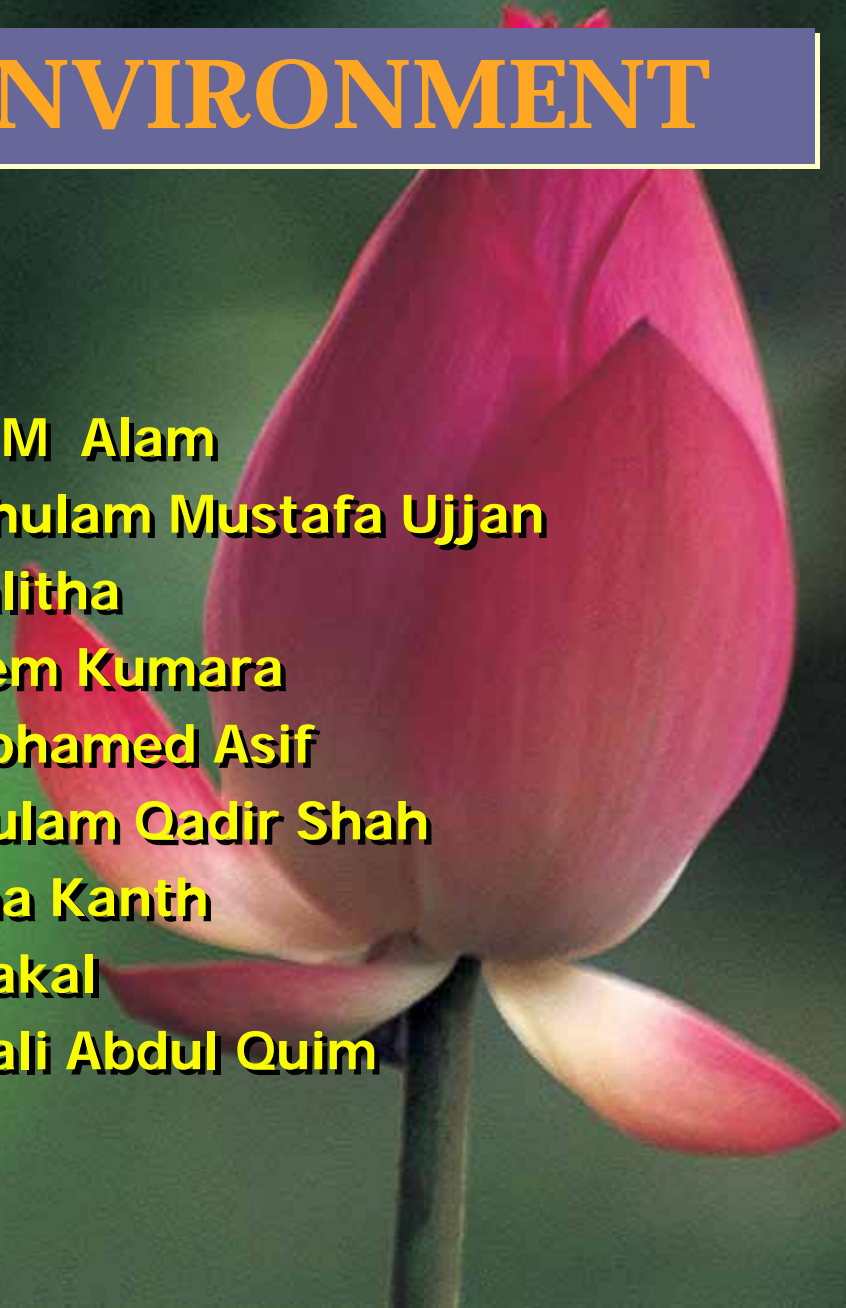 NVIRONMENT
M Alam
hulam Mustafa Ujjan
litha
em Kumara
ohamed Asif
ulam Qadir Shah
a Kanth
akal
ali Abdul Quim